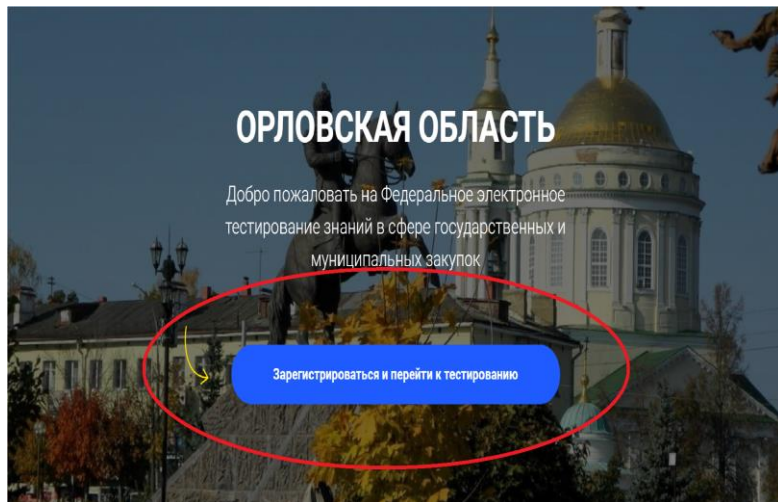 ОРЛОВСКАЯ ОБЛАСТЬ
Добро пожаловать на Федеральное электронное
тестирование знаний в сфере государственных и
муниципальных закупок
Зарегистрироваться и перейти к тестированию